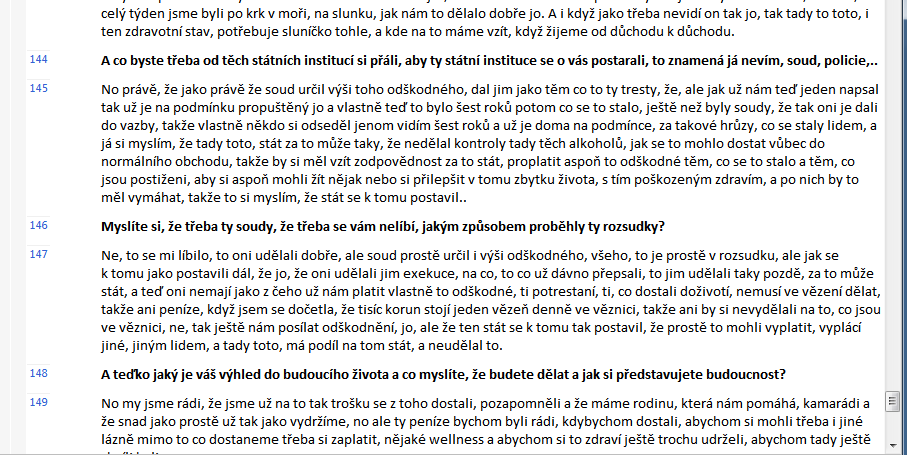 celý týden jsme byli po krk v moři, na slunku, jak nám to dělalo dobře jo. A i když jako třeba nevidí on tak jo, tak tady to toto, i
ten zdravotní stav, potřebuje sluníčko tohle, a kde na to máme vzít, když žijeme od důchodu k důchodu.
144 A co byste třeba od těch státních institucí si přáli, aby ty státní instituce se o vás postarali, to znamená já nevím, soud, policie,..
145 No právě, že jako právě že soud určil výši toho odškodného, dal jim jako těm co to ty tresty, že, ale jak už nám teď jeden napsal
tak už je na podmínku propuštěný jo a vlastně teď to bylo šest roků potom co se to stalo, ještě než byly soudy, že tak oni je dali
do vazby, takže vlastně někdo si odseděl jenom vidím šest roků a už je doma na podmínce, za takové hrůzy, co se staly lidem, a
já si myslím, že tady toto, stát za to může taky, že nedělal kontroly tady těch alkoholů, jak se to mohlo dostat vůbec do
normálního obchodu, takže by si měl vzít zodpovědnost za to stát, proplatit aspoň to odškodné těm, co se to stalo a těm, co
jsou postiženi, aby si aspoň mohli žít nějak nebo si přilepšit v tomu zbytku života, s tím poškozeným zdravím, a po nich by to
měl vymáhat, takže to si myslím, že stát se k tomu postavil..
146 Myslíte si, že třeba ty soudy, že třeba se vám nelíbí, jakým způsobem proběhly ty rozsudky?
147 Ne, to se mi líbilo, to oni udělali dobře, ale soud prostě určil i výši odškodného, všeho, to je prostě v rozsudku, ale jak se
k tomu jako postavili dál, že jo, že oni udělali jim exekuce, na co, to co už dávno přepsali, to jim udělali taky pozdě, za to může
stát, a teď oni nemají jako z čeho už nám platit vlastně to odškodné, ti potrestaní, ti, co dostali doživotí, nemusí ve vězení dělat,
takže ani peníze, když jsem se dočetla, že tisíc korun stojí jeden vězeň denně ve věznici, takže ani by si nevydělali na to, co jsou
ve věznici, ne, tak ještě nám posílat odškodnění, jo, ale že ten stát se k tomu tak postavil, že prostě to mohli vyplatit, vyplácí
jiné, jiným lidem, a tady toto, má podíl na tom stát, a neudělal to.
148 A teďko jaký je váš výhled do budoucího života a co myslíte, že budete dělat a jak si představujete budoucnost?
149 No my jsme rádi, že jsme už na to tak trošku se z toho dostali, pozapomněli a že máme rodinu, která nám pomáhá, kamarádi a
že snad jako prostě už tak jako vydržíme, no ale ty peníze bychom byli rádi, kdybychom dostali, abychom si mohli třeba i jiné
lázně mimo to co dostaneme třeba si zaplatit, nějaké wellness a abychom si to zdraví ještě trochu udrželi, abychom tady ještě